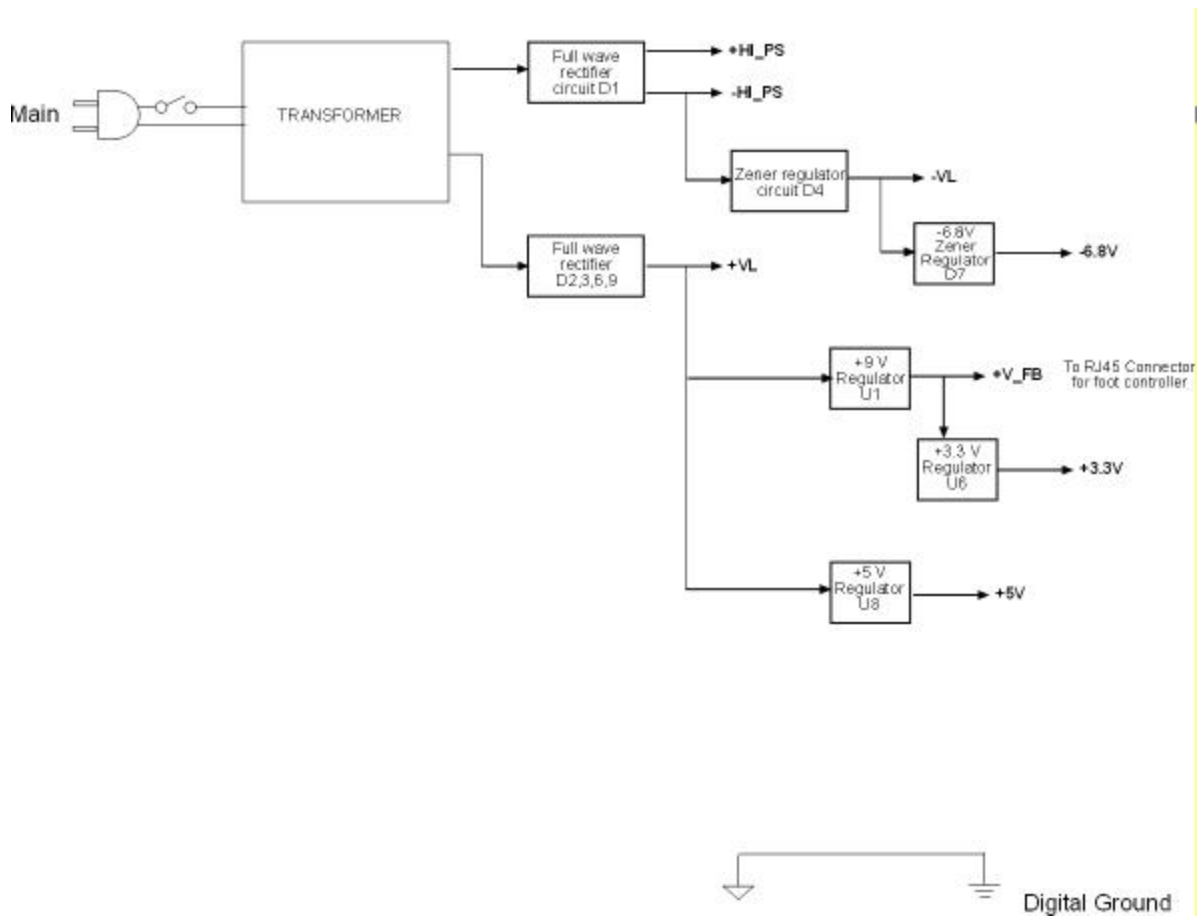 Main
TRANSFORMER
Full wave
rectifier
circuit D1
+HI_PS
-HI_PS
Zener regulator
circuit D4
-VL
-6.8V
Zener
Regulator
D7
-6.8V
Full wave
rectifier
D2,3,6,9
+VL
+9 V
Regulator
U1
+V_FB
To RJ45 Connector
for foot controller
+3.3 V
Regulator
U6
+3.3V
+5 V
Regulator
U8
+5V
Digital Ground